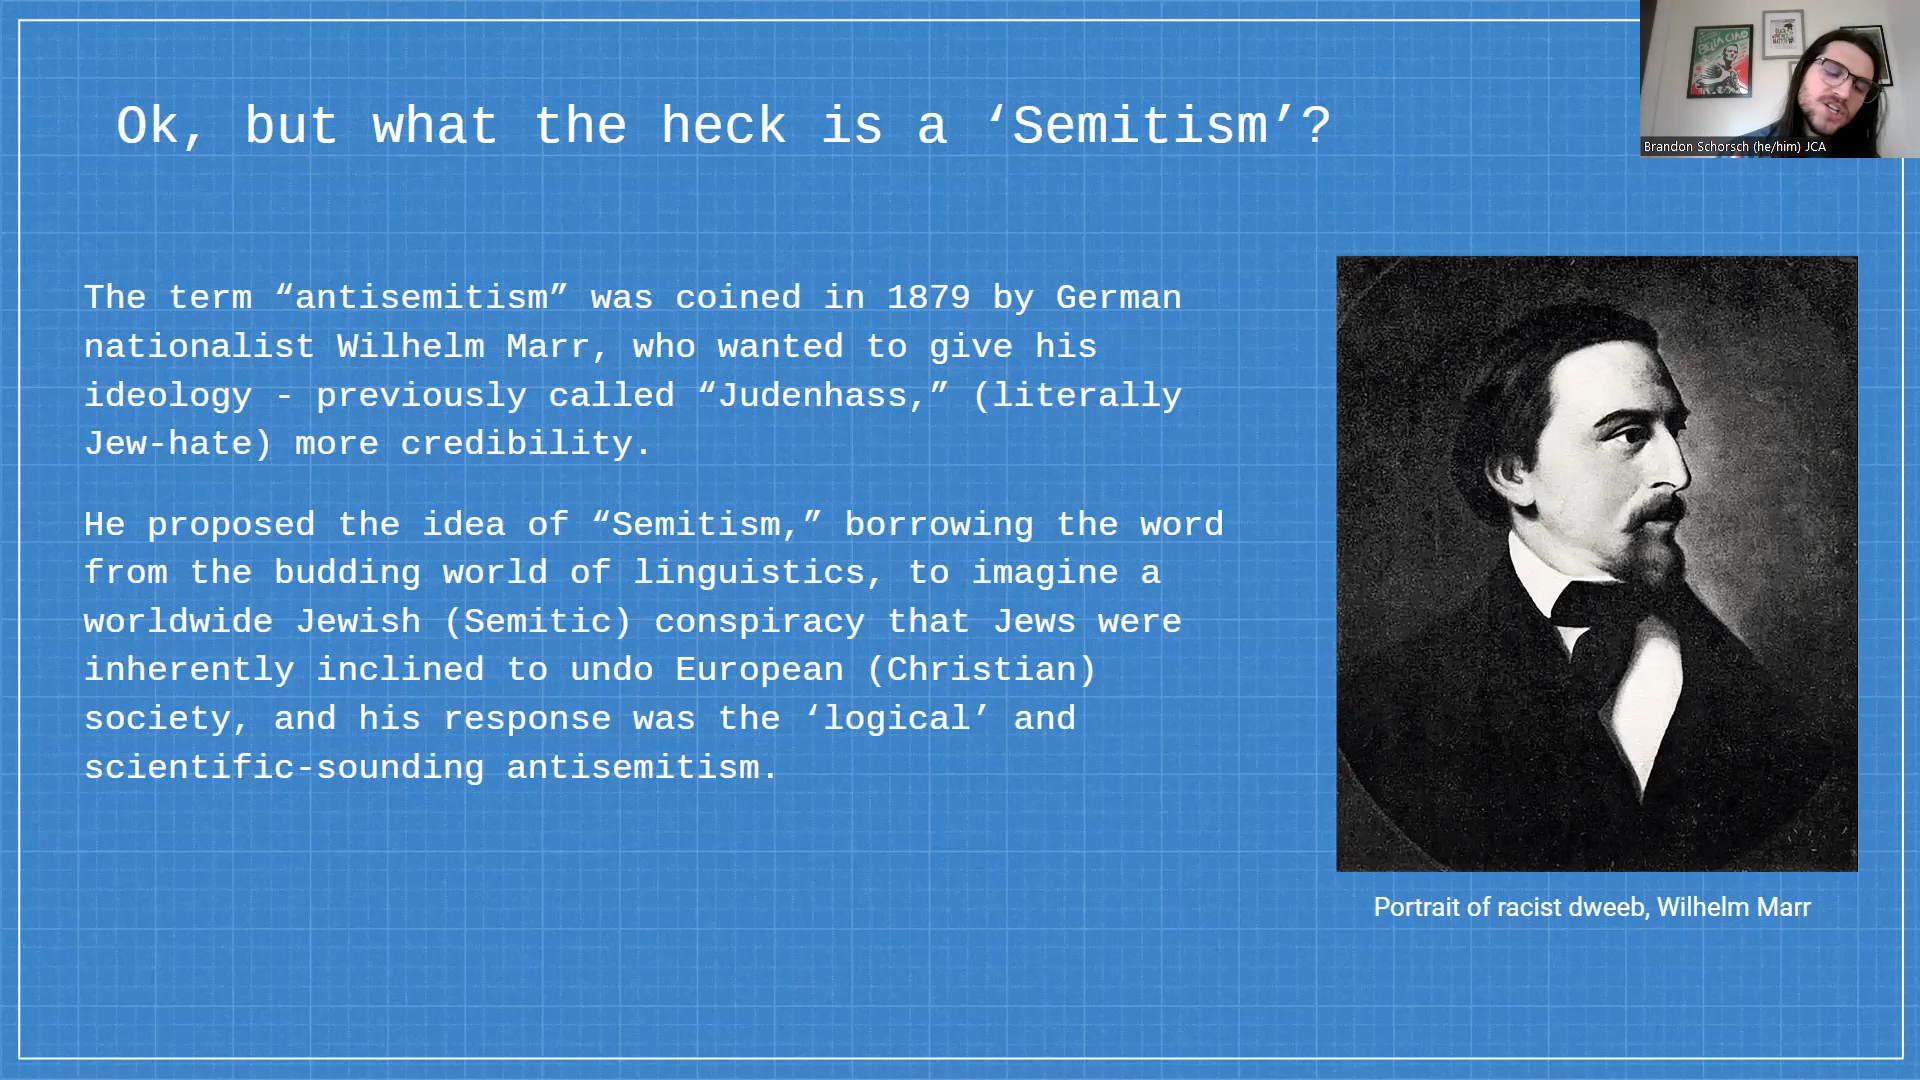 Ok, but what the heck is a ‘Semitism’?
BELLA CIAO
Brandon Schorsch (he/him) JCA
The term “antisemitism” was coined in 1879 by German
nationalist Wilhelm Marr, who wanted to give his
ideology - previously called “Judenhass,” (literally
Jew-hate) more credibility.
He proposed the idea of “Semitism,” borrowing the word
from the budding world of linguistics, to imagine a
worldwide Jewish (Semitic) conspiracy that Jews were
inherently inclined to undo European (Christian)
society, and his response was the ‘logical’ and
scientific-sounding antisemitism.
Portrait of racist dweeb, Wilhelm Marr